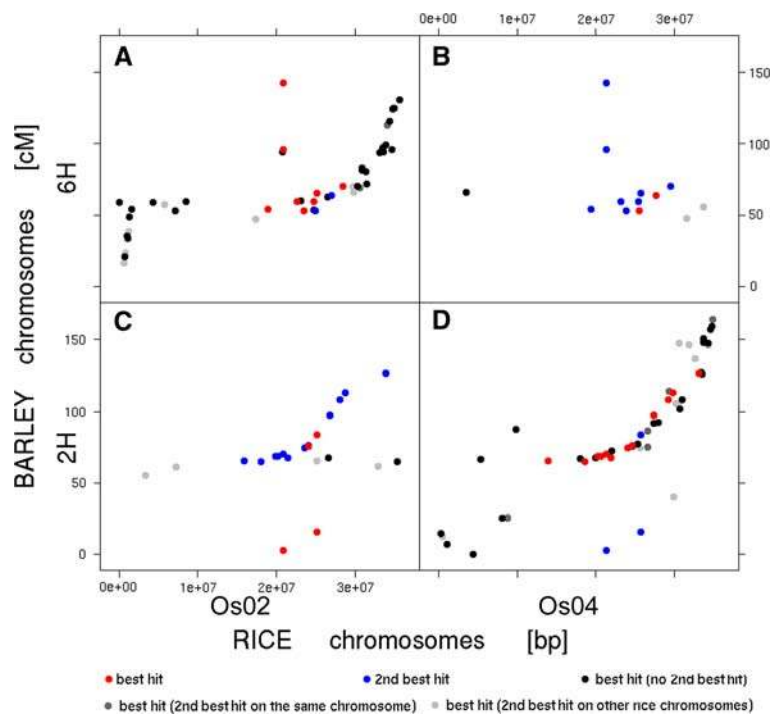 0e+00 1e+07 2e+07 3e+07
A
B
150
100
50
0
6H
C
D
150
100
50
0
2H
BARLEY chromosomes [cM]
0e+00 1e+07 2e+07 3e+07
Os02 Os04
RICE chromosomes [bp]
best hit 2nd best hit best hit (no 2nd best hit)
best hit (2nd best hit on the same chromosome) best hit (2nd best hit on other rice chromosomes)